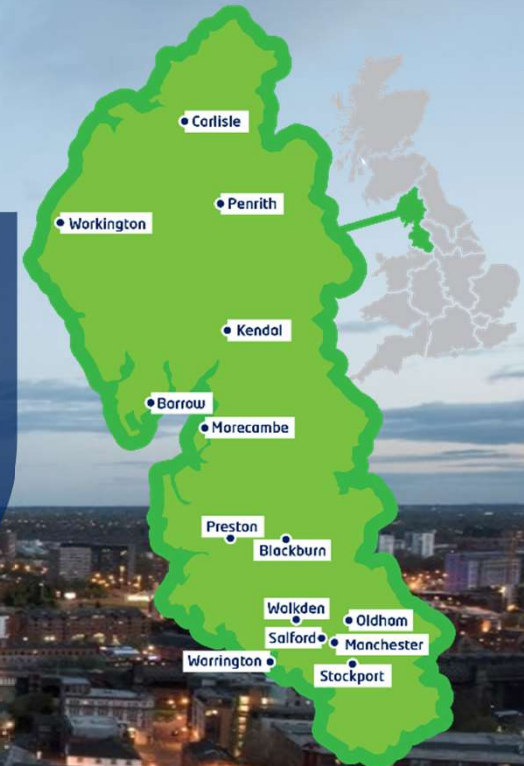 Carlisle
Penrith
Workington
Kendal
Barrow
Morecambe
Preston
Blackburn
Walkden
Oldham
Salford
Manchester
Warrington
Stockport